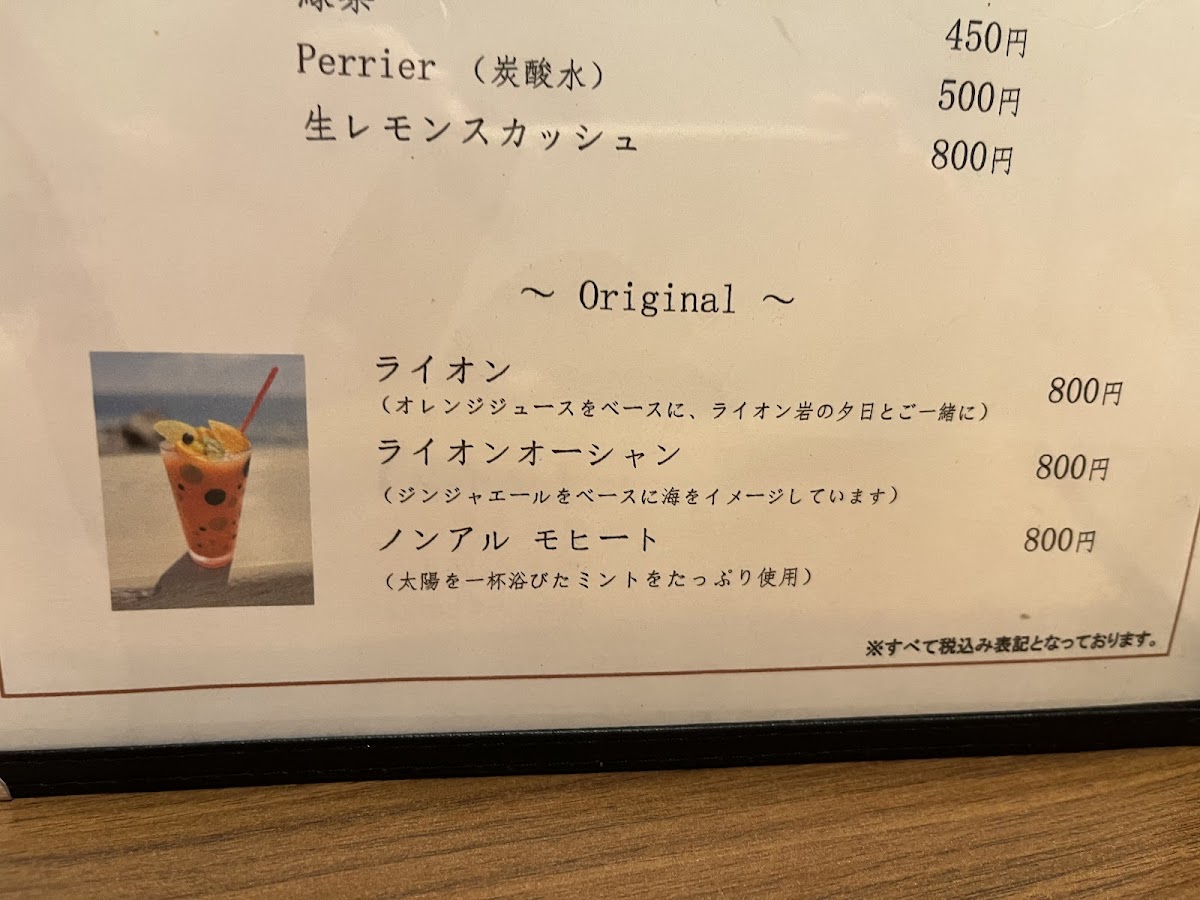 450円
Perrier （炭酸水） 500円
生レモンスカッシュ 800円
～ Original ～
ライオン 800円
（オレンジジュースをベースに、ライオン岩の夕日とご一緒に）
ライオンオーシャン 800円
（ジンジャエールをベースに海をイメージしています）
ノンアル モヒート 800円
（太陽を一杯浴びたミントをたっぷり使用）
※すべて税込み表記となっております。